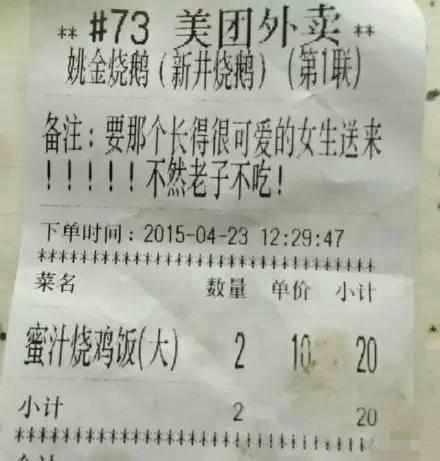 ** #73 美团外卖 **
姚金烧鹅（新井烧鹅）（第1联）
备注：要那个长得很可爱的女生送来
！！！！！不然老子不吃！
下单时间：2015-04-23 12:29:47
************************************
菜名 数量 单价 小计
蜜汁烧鸡饭(大) 2 10 20
小计 2 20
************************************